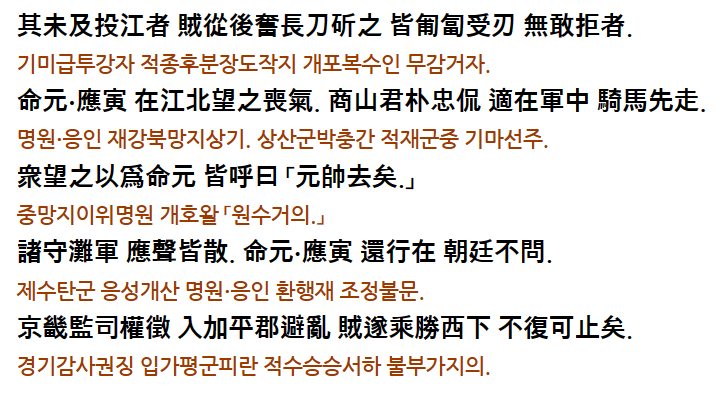 其未及投江者 賊從後奮長刀斫之 皆匍匐受刃 無敢拒者.
기미급투강자 적종후분장도작지 개포복수인 무감거자.
命元·應寅 在江北望之喪氣. 商山君朴忠侃 適在軍中 騎馬先走.
명원·응인 재강북망지상기. 상산군박충간 적재군중 기마선주.
衆望之以爲命元 皆呼曰 ｢元帥去矣.｣
중망지이위명원 개호왈 ｢원수거의.｣
諸守灘軍 應聲皆散. 命元·應寅 還行在 朝廷不問.
제수탄군 응성개산 명원·응인 환행재 조정불문.
京畿監司權徵 入加平郡避亂 賊遂乘勝西下 不復可止矣.
경기감사권징 입가평군피란 적수승승서하 불부가지의.